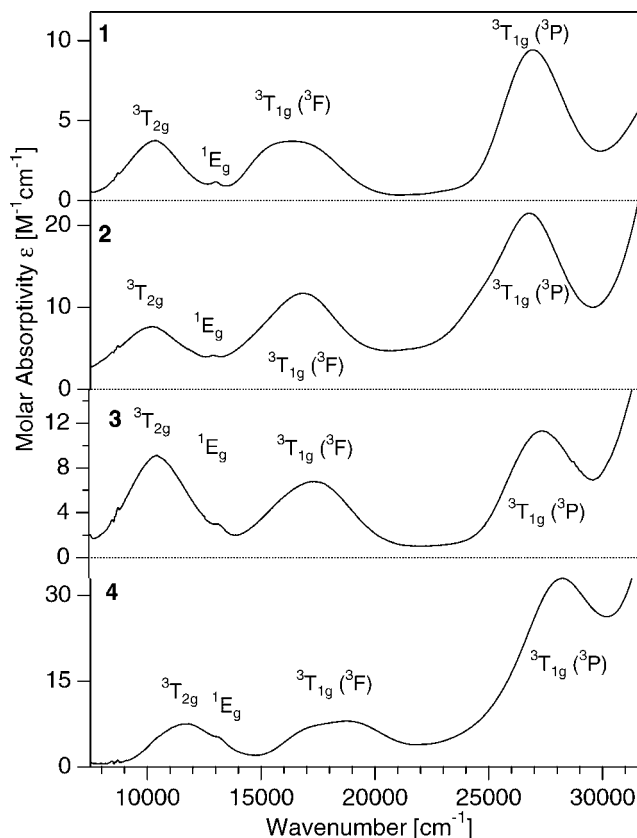 Molar Absorptivity ε [M⁻¹cm⁻¹]
1
10
5
0
³T₂g
¹Eg
³T₁g (³F)
³T₁g (³P)
2
20
10
0
³T₂g
¹Eg
³T₁g (³F)
³T₁g (³P)
3
12
8
4
0
³T₂g
¹Eg
³T₁g (³F)
³T₁g (³P)
4
30
15
0
³T₂g
¹Eg
³T₁g (³F)
³T₁g (³P)
10000 15000 20000 25000 30000
Wavenumber [cm⁻¹]